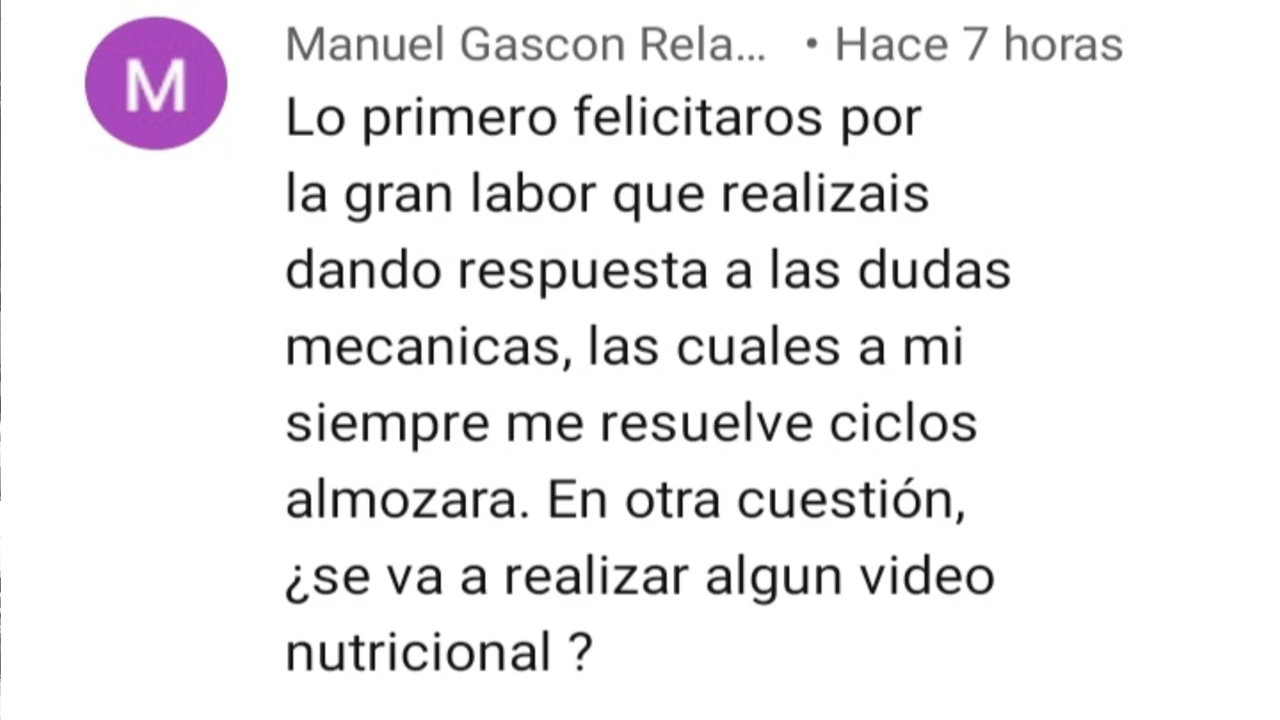 M
Manuel Gascon Rela... • Hace 7 horas
Lo primero felicitaros por
la gran labor que realizais
dando respuesta a las dudas
mecanicas, las cuales a mi
siempre me resuelve ciclos
almozara. En otra cuestión,
¿se va a realizar algun video
nutricional ?